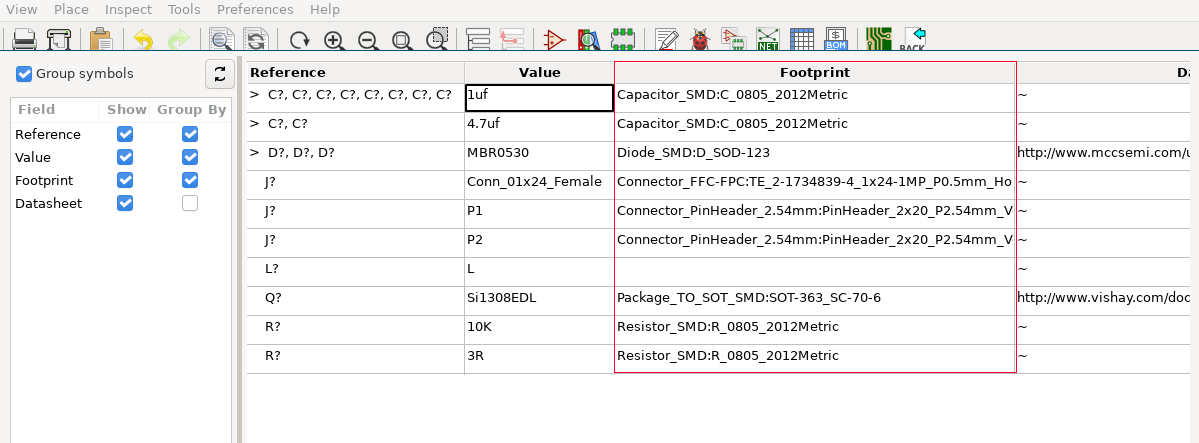 View Place Inspect Tools Preferences Help
NET BOM BACK
Group symbols
Field Show Group By
Reference
Value
Footprint
Datasheet
Reference Value Footprint Da
> C?, C?, C?, C?, C?, C?, C?, C? 1uf Capacitor_SMD:C_0805_2012Metric ~
> C?, C? 4.7uf Capacitor_SMD:C_0805_2012Metric ~
> D?, D?, D? MBR0530 Diode_SMD:D_SOD-123 http://www.mccsemi.com/u
J? Conn_01x24_Female Connector_FFC-FPC:TE_2-1734839-4_1x24-1MP_P0.5mm_Ho ~
J? P1 Connector_PinHeader_2.54mm:PinHeader_2x20_P2.54mm_V ~
J? P2 Connector_PinHeader_2.54mm:PinHeader_2x20_P2.54mm_V ~
L? L ~
Q? Si1308EDL Package_TO_SOT_SMD:SOT-363_SC-70-6 http://www.vishay.com/doc
R? 10K Resistor_SMD:R_0805_2012Metric ~
R? 3R Resistor_SMD:R_0805_2012Metric ~